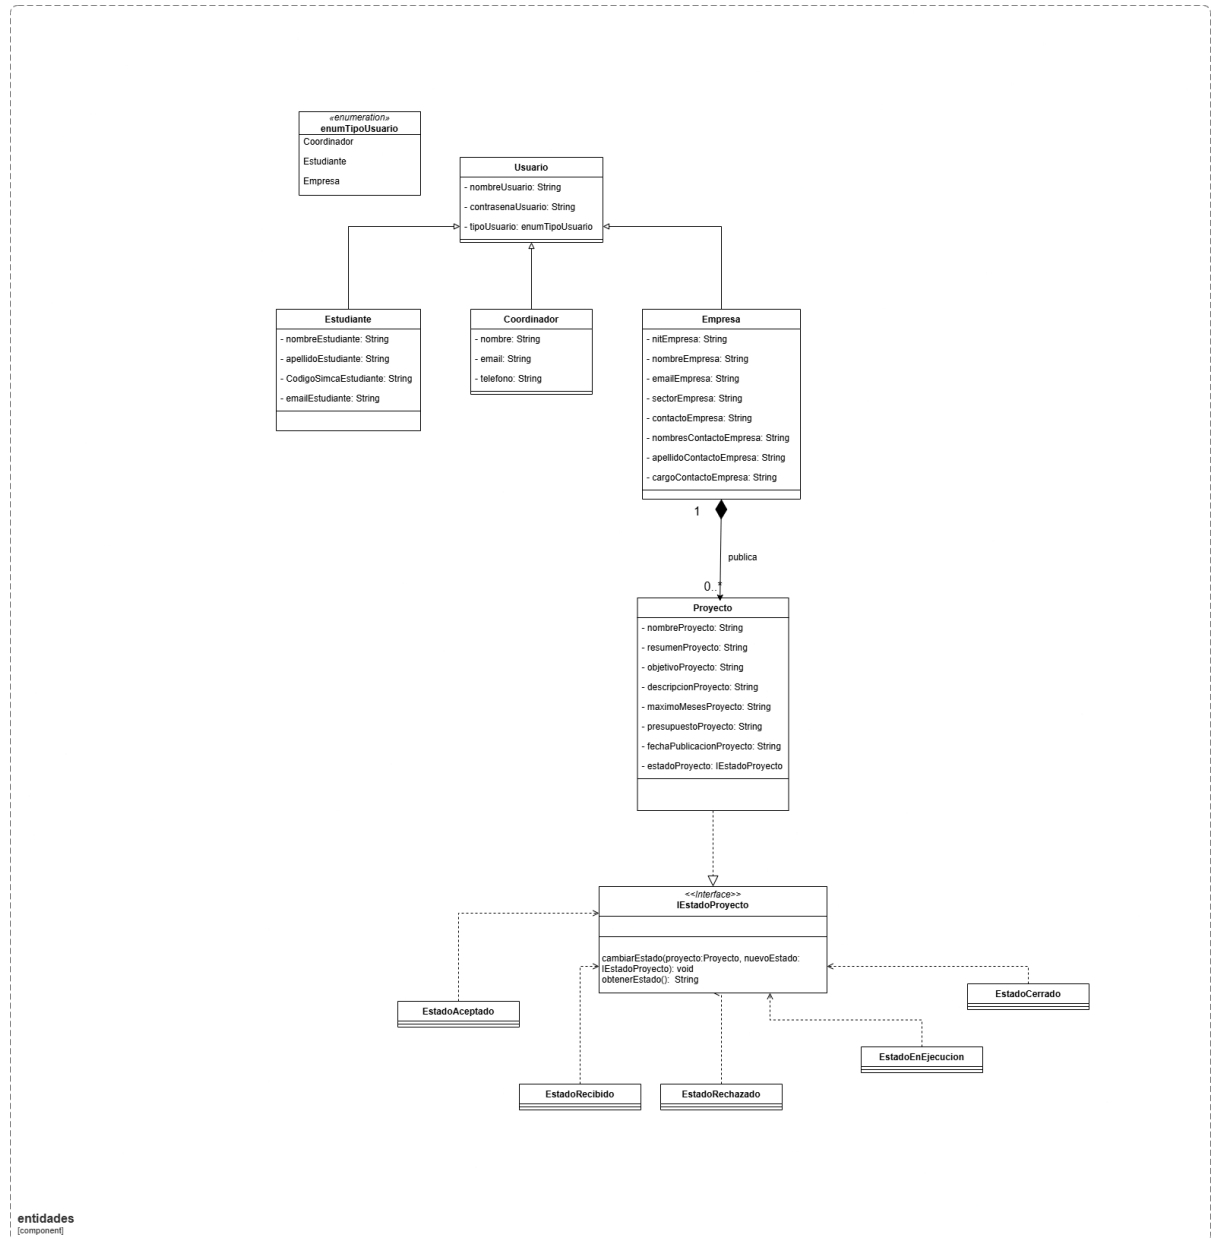 «enumeration»
enumTipoUsuario
Coordinador
Estudiante
Empresa
Usuario
- nombreUsuario: String
- contrasenaUsuario: String
- tipoUsuario: enumTipoUsuario
Estudiante
- nombreEstudiante: String
- apellidoEstudiante: String
- CodigoSimcaEstudiante: String
- emailEstudiante: String
Coordinador
- nombre: String
- email: String
- telefono: String
Empresa
- nitEmpresa: String
- nombreEmpresa: String
- emailEmpresa: String
- sectorEmpresa: String
- contactoEmpresa: String
- nombresContactoEmpresa: String
- apellidoContactoEmpresa: String
- cargoContactoEmpresa: String
1
publica
0..*
Proyecto
- nombreProyecto: String
- resumenProyecto: String
- objetivoProyecto: String
- descripcionProyecto: String
- maximoMesesProyecto: String
- presupuestoProyecto: String
- fechaPublicacionProyecto: String
- estadoProyecto: IEstadoProyecto
<<Interface>>
IEstadoProyecto
cambiarEstado(proyecto:Proyecto, nuevoEstado:
IEstadoProyecto): void
obtenerEstado(): String
EstadoCerrado
EstadoAceptado
EstadoEnEjecucion
EstadoRecibido
EstadoRechazado
entidades
[component]